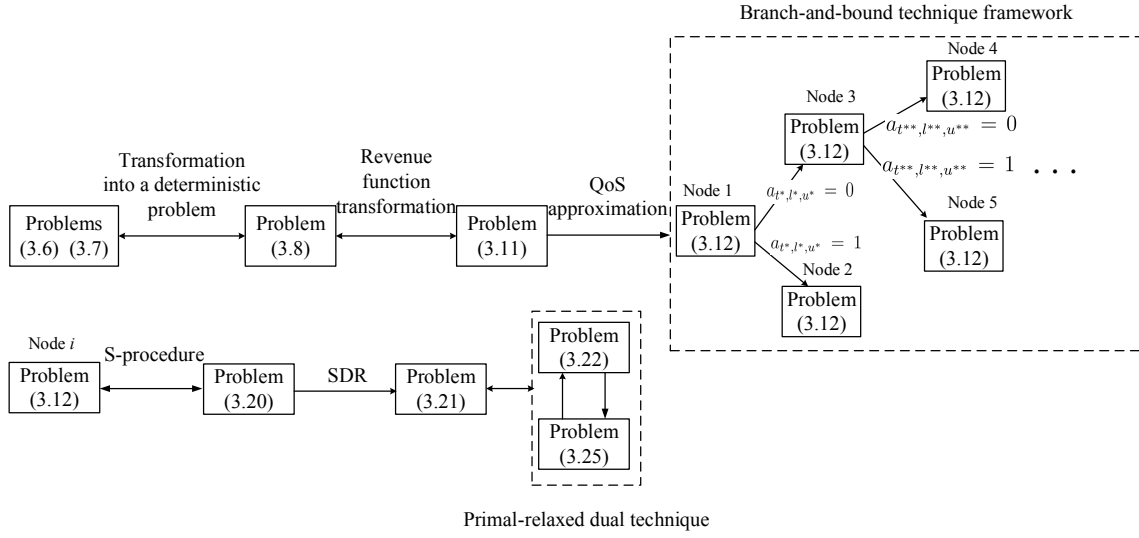 Branch-and-bound technique framework
Node 4
Problem
(3.12)
Node 3
Problem
(3.12)
a_{t**,l**,u**} = 0
a_{t**,l**,u**} = 1
. . .
Transformation
into a deterministic
problem
Revenue
function
transformation
QoS
approximation
Node 1
a_{t*,l*,u*} = 0
Node 5
Problems
(3.6) (3.7)
Problem
(3.8)
Problem
(3.11)
Problem
(3.12)
a_{t*,l*,u*} = 1
Problem
(3.12)
Node 2
Problem
(3.12)
Node i
S-procedure
Problem
(3.12)
Problem
(3.20)
SDR
Problem
(3.21)
Problem
(3.22)
Problem
(3.25)
Primal-relaxed dual technique